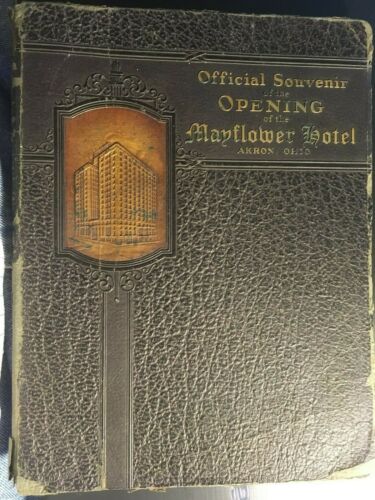 Official Souvenir
of the
OPENING
of the
Mayflower Hotel
AKRON, OHIO